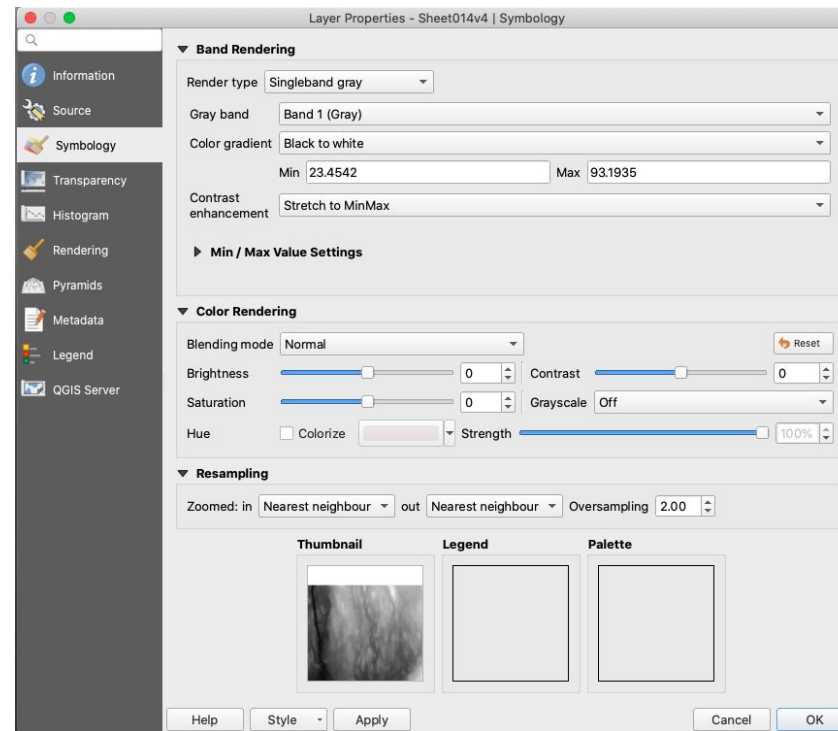 Layer Properties - Sheet014v4 | Symbology
Information
Source
Symbology
Transparency
Histogram
Rendering
Pyramids
Metadata
Legend
QGIS Server
Band Rendering
Render type Singleband gray
Gray band Band 1 (Gray)
Color gradient Black to white
Min 23.4542 Max 93.1935
Contrast
enhancement Stretch to MinMax
Min / Max Value Settings
Color Rendering
Blending mode Normal Reset
Brightness 0 Contrast 0
Saturation 0 Grayscale Off
Hue Colorize Strength 100%
Resampling
Zoomed: in Nearest neighbour out Nearest neighbour Oversampling 2.00
Thumbnail Legend Palette
Help Style Apply Cancel OK